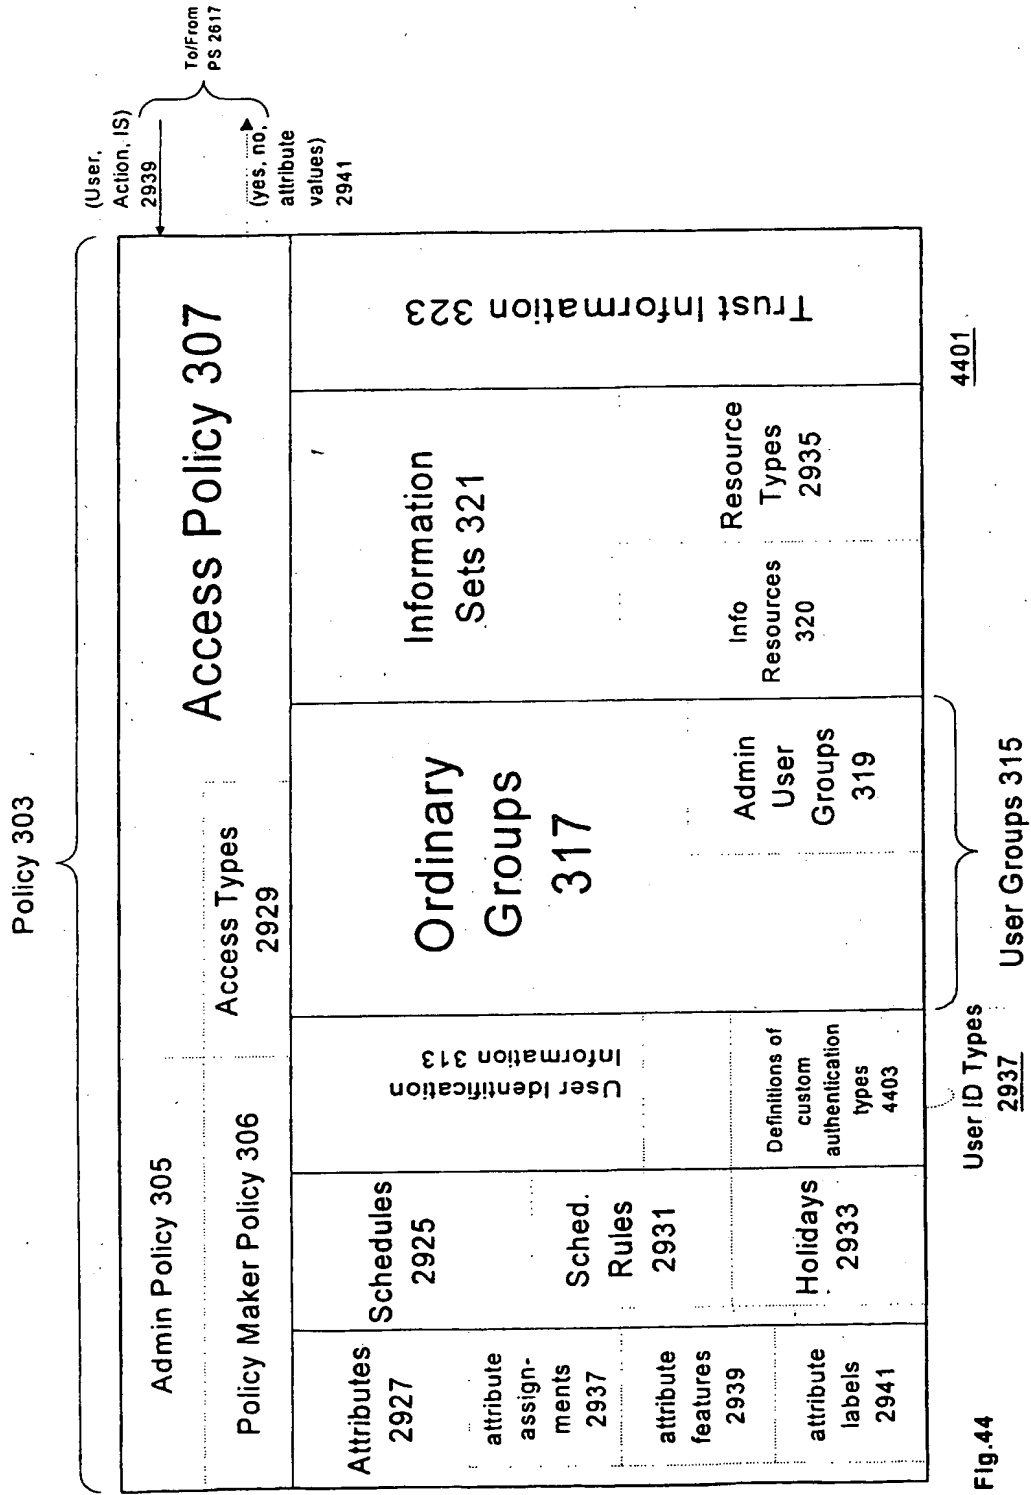 Policy 303
(User,
Action, IS)
2939
To/From
PS 2617
(yes, no,
attribute
values)
2941
Admin Policy 305
Policy Maker Policy 306
Access Types
2929
Access Policy 307
Attributes
2927
attribute
assign-
ments
2937
attribute
features
2939
attribute
labels
2941
Schedules
2925
Sched.
Rules
2931
Holidays
2933
User Identification
Information 313
Definitions of
custom
authentication
types
4403
Ordinary
Groups
317
Admin
User
Groups
319
Information
Sets 321
Info
Resources
320
Resource
Types
2935
Trust Information 323
User ID Types
2937
User Groups 315
4401
Fig.44